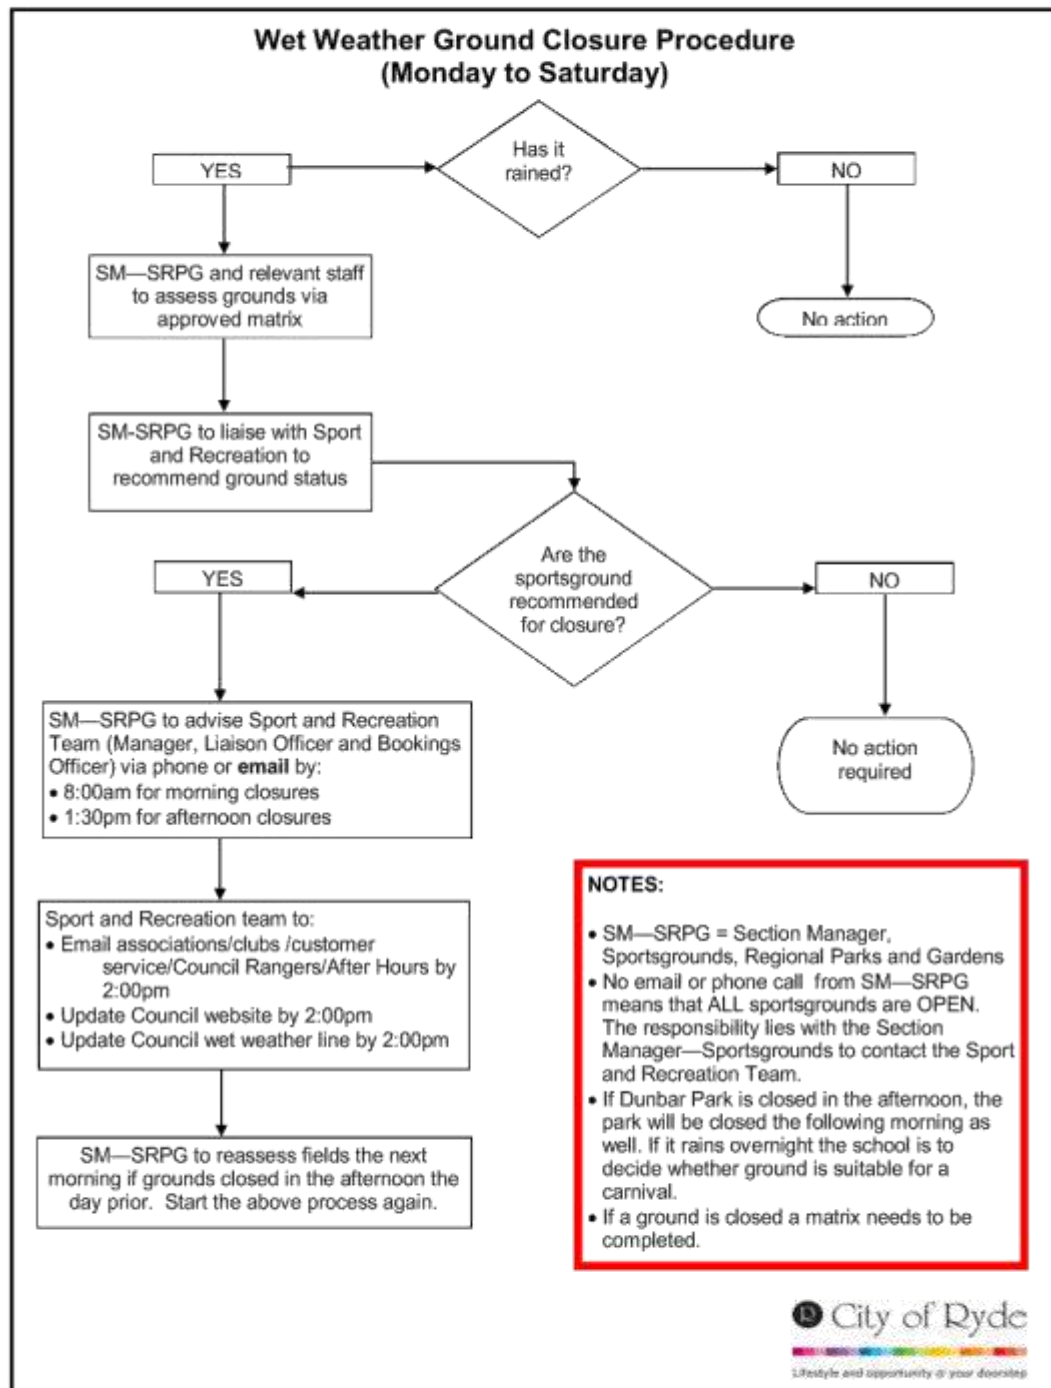 Wet Weather Ground Closure Procedure
(Monday to Saturday)
Has it
rained?
YES
NO
SM—SRPG and relevant staff
to assess grounds via
approved matrix
No action
SM-SRPG to liaise with Sport
and Recreation to
recommend ground status
Are the
sportsground
recommended
for closure?
YES
NO
SM—SRPG to advise Sport and Recreation
Team (Manager, Liaison Officer and Bookings
Officer) via phone or email by:
• 8:00am for morning closures
• 1:30pm for afternoon closures
No action
required
Sport and Recreation team to:
• Email associations/clubs /customer
service/Council Rangers/After Hours by
2:00pm
• Update Council website by 2:00pm
• Update Council wet weather line by 2:00pm
SM—SRPG to reassess fields the next
morning if grounds closed in the afternoon the
day prior. Start the above process again.
NOTES:
• SM—SRPG = Section Manager,
Sportsgrounds, Regional Parks and Gardens
• No email or phone call from SM—SRPG
means that ALL sportsgrounds are OPEN.
The responsibility lies with the Section
Manager—Sportsgrounds to contact the Sport
and Recreation Team.
• If Dunbar Park is closed in the afternoon, the
park will be closed the following morning as
well. If it rains overnight the school is to
decide whether ground is suitable for a
carnival.
• If a ground is closed a matrix needs to be
completed.
R City of Ryde
Lifestyle and opportunity @ your doorstep